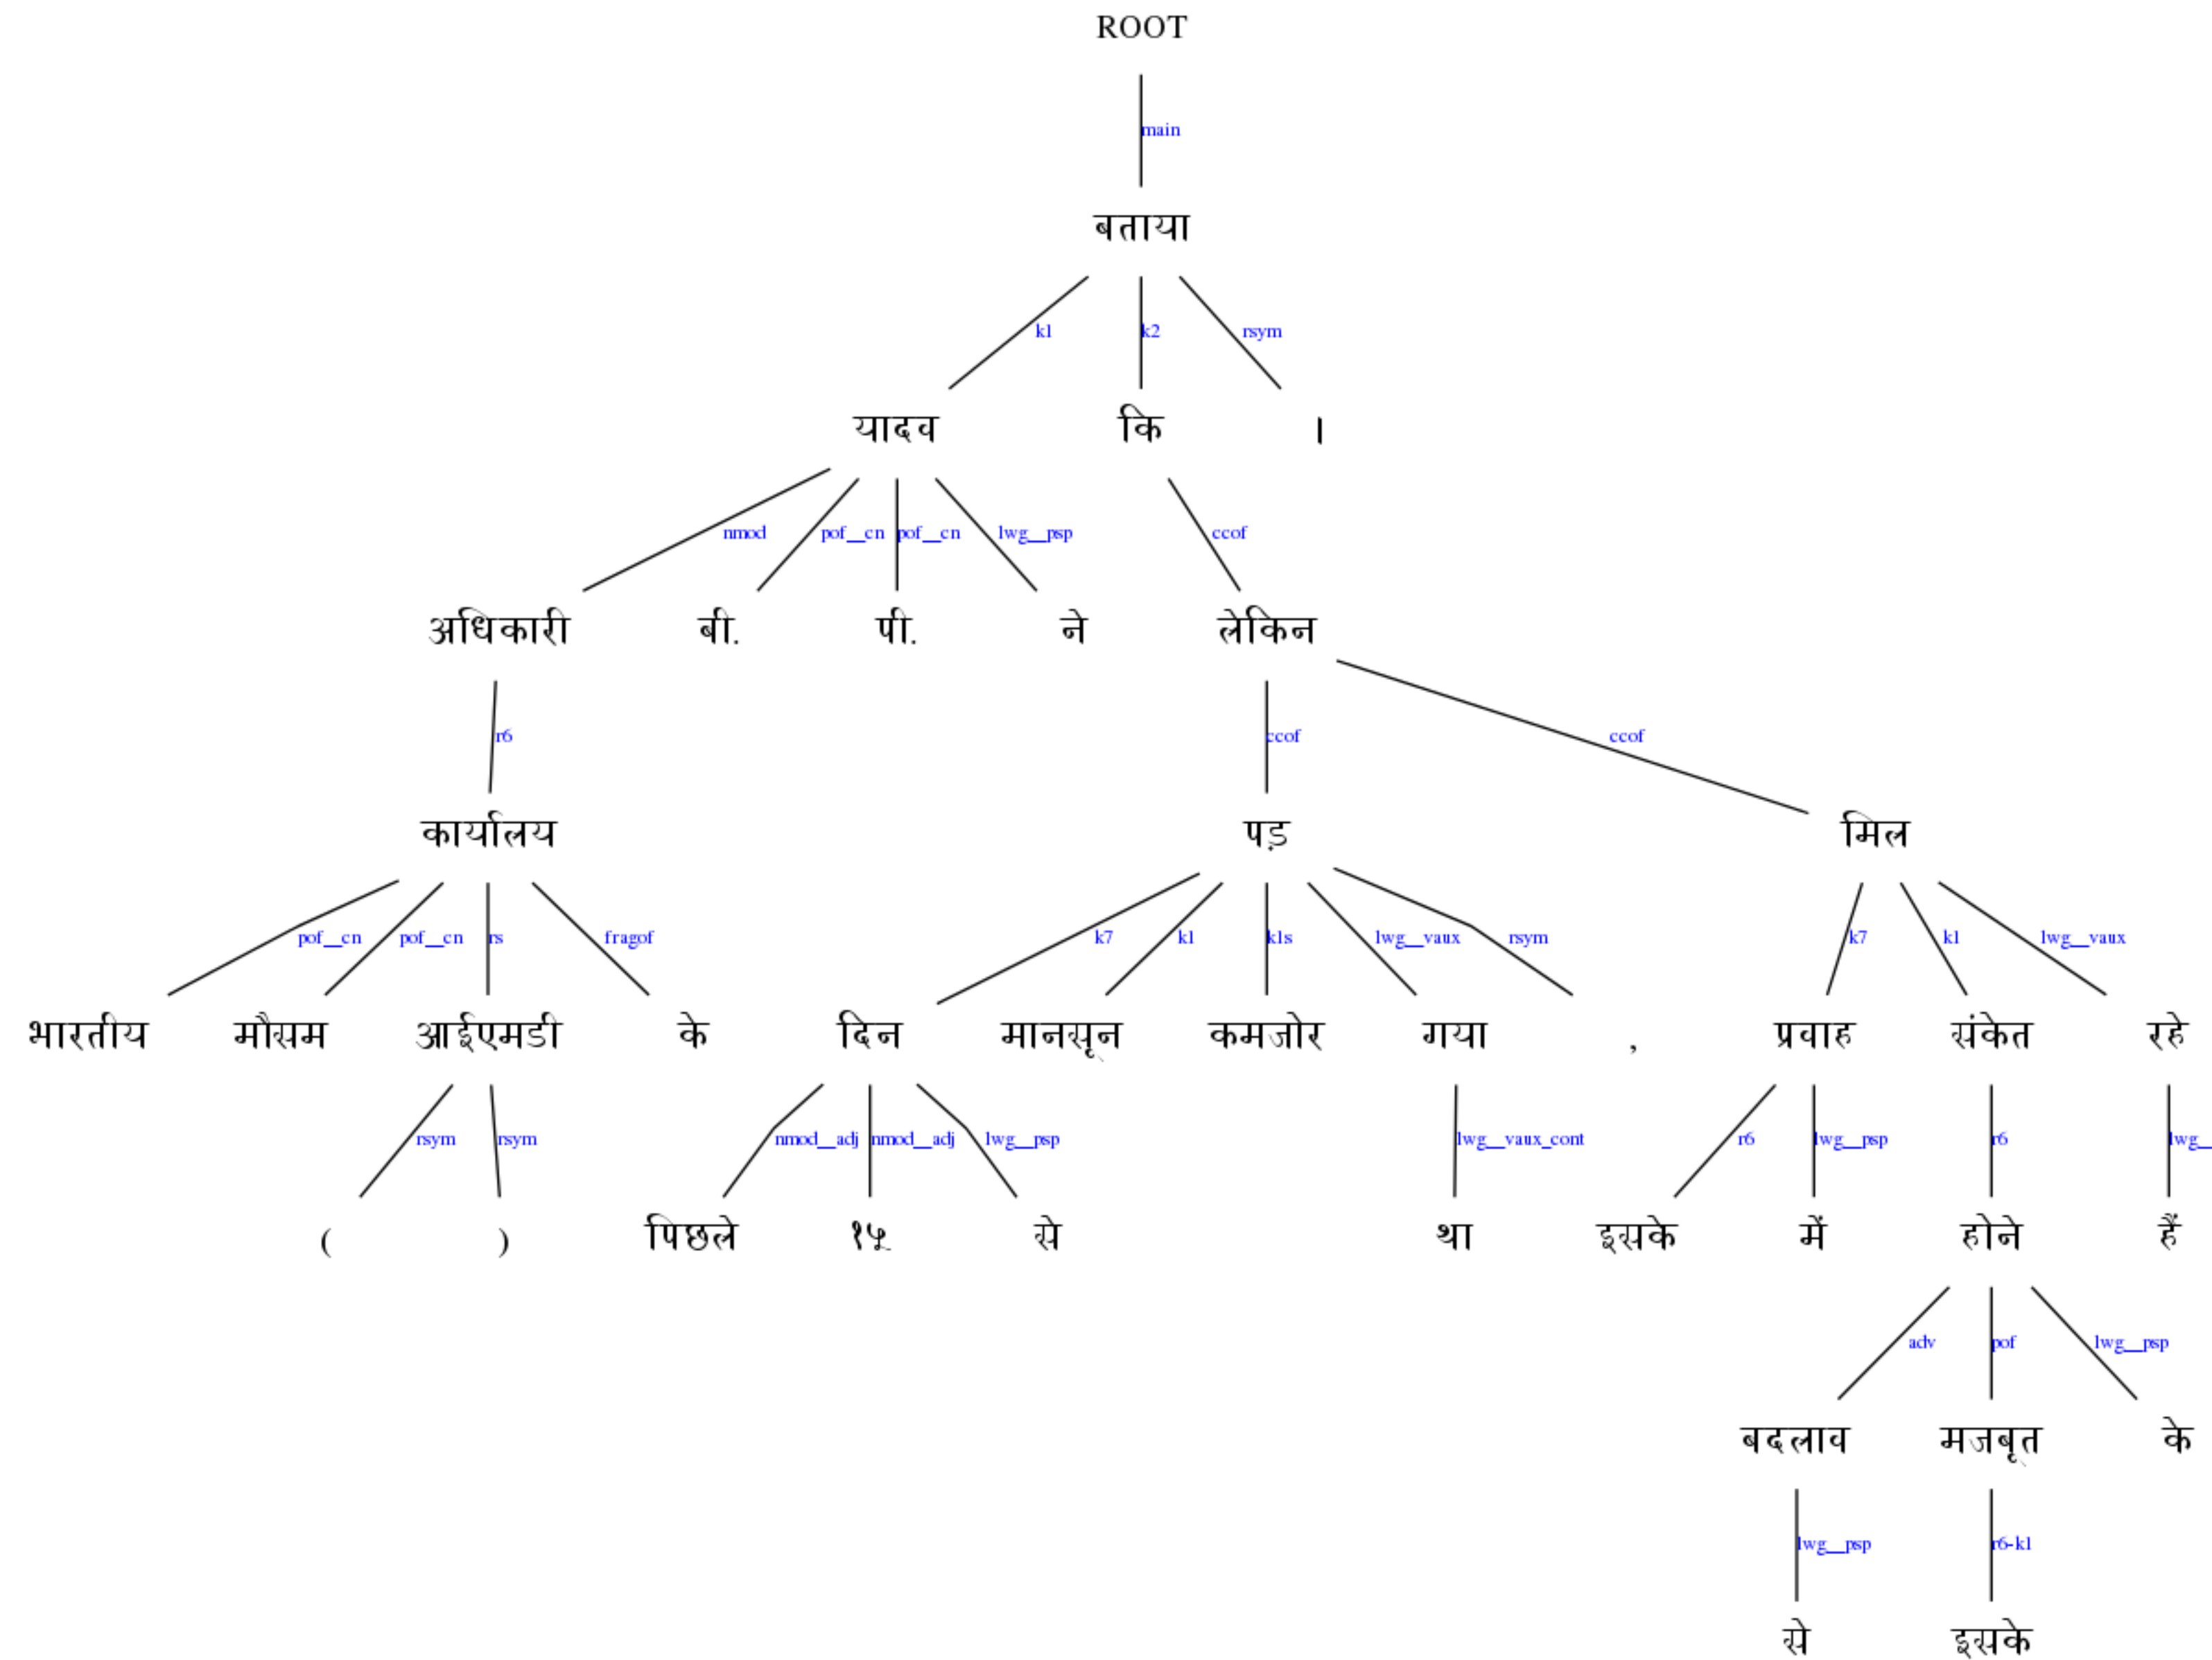 ROOT
main
बताया
k1 k2 rsym
यादव कि ।
nmod pof__cn pof__cn lwg__psp ccof
अधिकारी बी. पी. ने लेकिन
r6 ccof ccof
कार्यालय पड़ मिल
pof__cn pof__cn rs fragof k7 k1 k1s lwg__vaux rsym k7 k1 lwg__vaux
भारतीय मौसम आईएमडी के दिन मानसून कमजोर गया , प्रवाह संकेत रहे
rsym rsym nmod__adj nmod__adj lwg__psp lwg__vaux_cont r6 lwg__psp r6 lwg__
( ) पिछले १५ से था इसके में होने हैं
adv pof lwg__psp
बदलाव मजबूत के
lwg__psp r6-k1
से इसके